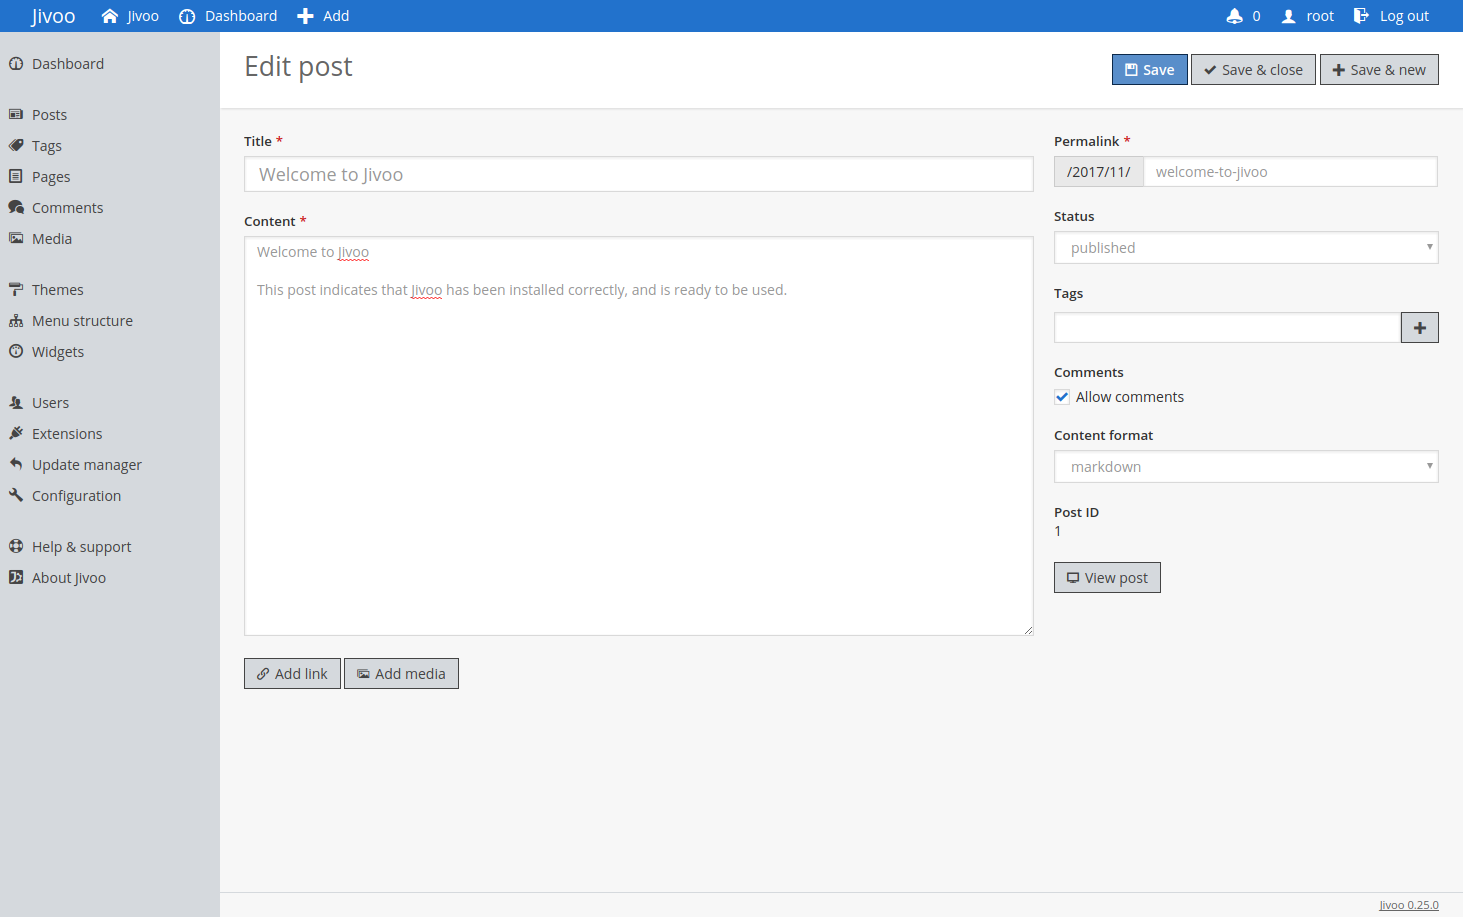 Jivoo Jivoo Dashboard Add 0 root Log out
Dashboard
Posts
Tags
Pages
Comments
Media
Themes
Menu structure
Widgets
Users
Extensions
Update manager
Configuration
Help & support
About Jivoo
Edit post
Save Save & close Save & new
Title *
Welcome to Jivoo
Content *
Welcome to Jivoo
This post indicates that Jivoo has been installed correctly, and is ready to be used.
Add link Add media
Permalink *
/2017/11/ welcome-to-jivoo
Status
published
Tags
Comments
Allow comments
Content format
markdown
Post ID
1
View post
Jivoo 0.25.0